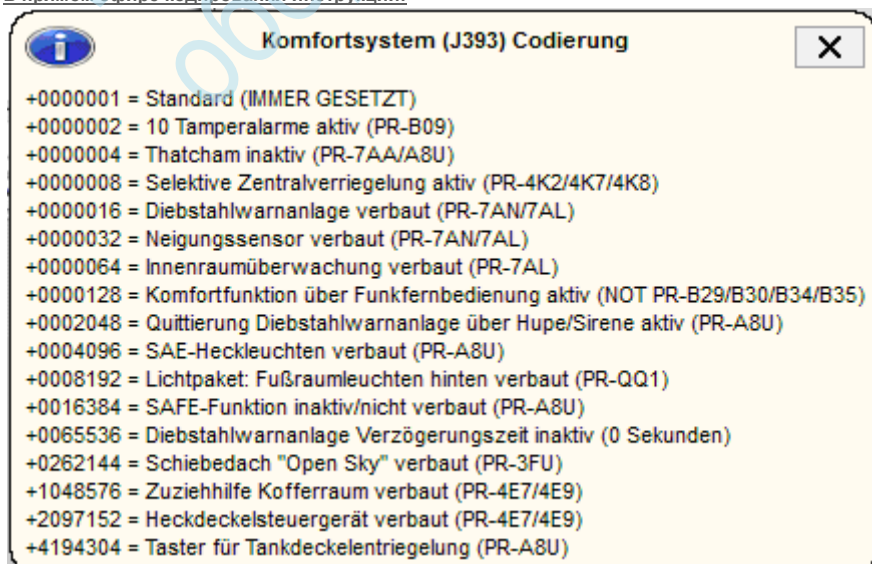 Komfortsystem (J393) Codierung
+0000001 = Standard (IMMER GESETZT)
+0000002 = 10 Tamperalarme aktiv (PR-B09)
+0000004 = Thatcham inaktiv (PR-7AA/A8U)
+0000008 = Selektive Zentralverriegelung aktiv (PR-4K2/4K7/4K8)
+0000016 = Diebstahlwarnanlage verbaut (PR-7AN/7AL)
+0000032 = Neigungssensor verbaut (PR-7AN/7AL)
+0000064 = Innenraumüberwachung verbaut (PR-7AL)
+0000128 = Komfortfunktion über Funkfernbedienung aktiv (NOT PR-B29/B30/B34/B35)
+0002048 = Quittierung Diebstahlwarnanlage über Hupe/Sirene aktiv (PR-A8U)
+0004096 = SAE-Heckleuchten verbaut (PR-A8U)
+0008192 = Lichtpaket: Fußraumleuchten hinten verbaut (PR-QQ1)
+0016384 = SAFE-Funktion inaktiv/nicht verbaut (PR-A8U)
+0065536 = Diebstahlwarnanlage Verzögerungszeit inaktiv (0 Sekunden)
+0262144 = Schiebedach "Open Sky" verbaut (PR-3FU)
+1048576 = Zuziehhilfe Kofferraum verbaut (PR-4E7/4E9)
+2097152 = Heckdeckelsteuergerät verbaut (PR-4E7/4E9)
+4194304 = Taster für Tankdeckelentriegelung (PR-A8U)